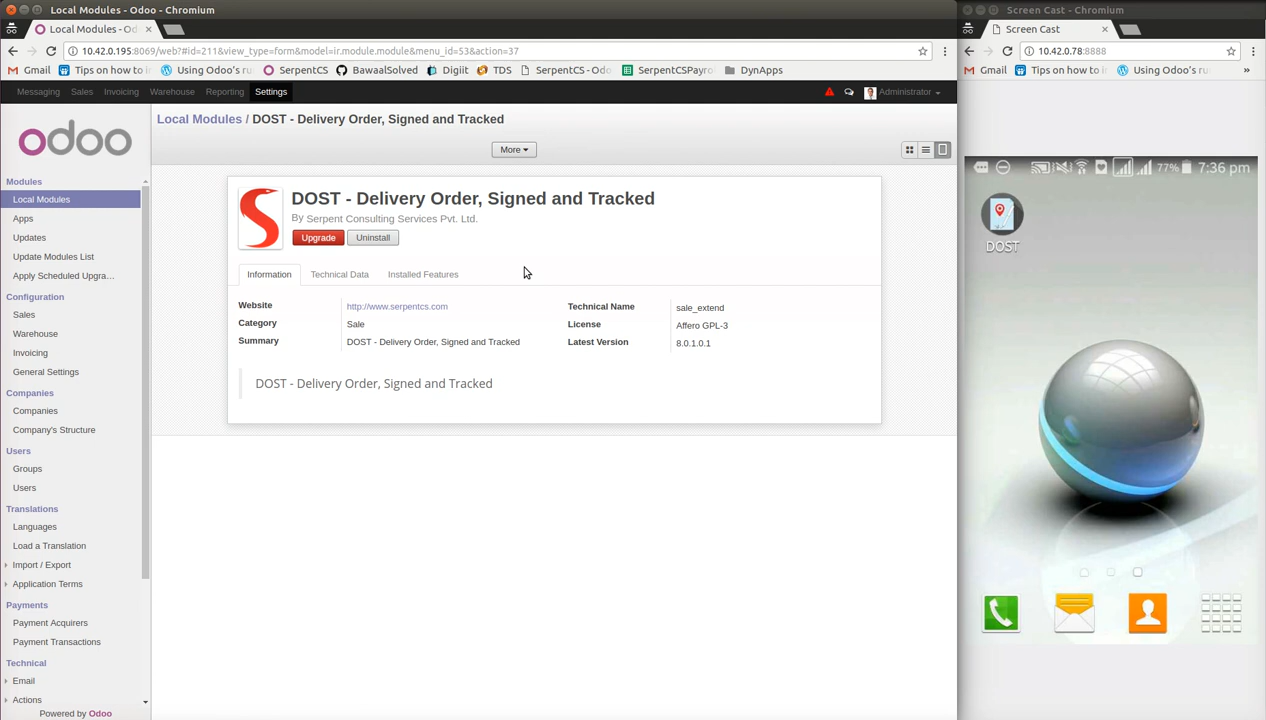 Local Modules - Odoo - Chromium
Local Modules - Od
10.42.0.195:8069/web?#id=211&view_type=form&model=ir.module.module&menu_id=53&action=37
Gmail
Tips on how to i
Using Odoo's ru
SerpentCS
BawaalSolved
Digiit
TDS
SerpentCS - Odo
SerpentCSPayro
DynApps
Messaging
Sales
Invoicing
Warehouse
Reporting
Settings
Administrator
odoo
Modules
Local Modules
Apps
Updates
Update Modules List
Apply Scheduled Upgra...
Configuration
Sales
Warehouse
Invoicing
General Settings
Companies
Companies
Company's Structure
Users
Groups
Users
Translations
Languages
Load a Translation
Import / Export
Application Terms
Payments
Payment Acquirers
Payment Transactions
Technical
Email
Actions
Powered by Odoo
Local Modules / DOST - Delivery Order, Signed and Tracked
More
DOST - Delivery Order, Signed and Tracked
By Serpent Consulting Services Pvt. Ltd.
Upgrade
Uninstall
Information
Technical Data
Installed Features
Website
http://www.serpentcs.com
Category
Sale
Summary
DOST - Delivery Order, Signed and Tracked
Technical Name
sale_extend
License
Affero GPL-3
Latest Version
8.0.1.0.1
DOST - Delivery Order, Signed and Tracked
Screen Cast - Chromium
Screen Cast
10.42.0.78:8888
Gmail
Tips on how to i
Using Odoo's ru
»
77%
7:36 pm
DOST